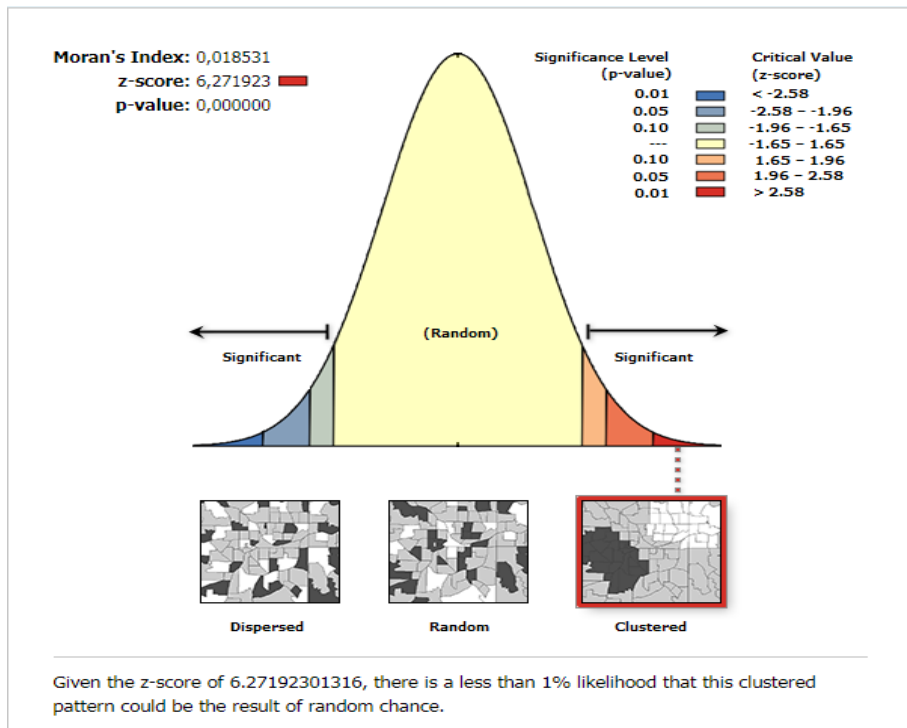 Moran's Index: 0,018531
z-score: 6,271923
p-value: 0,000000
Significance Level
(p-value)
Critical Value
(z-score)
0.01 < -2.58
0.05 -2.58 – -1.96
0.10 -1.96 – -1.65
--- -1.65 – 1.65
0.10 1.65 – 1.96
0.05 1.96 – 2.58
0.01 > 2.58
(Random)
Significant Significant
Dispersed Random Clustered
Given the z-score of 6.27192301316, there is a less than 1% likelihood that this clustered
pattern could be the result of random chance.